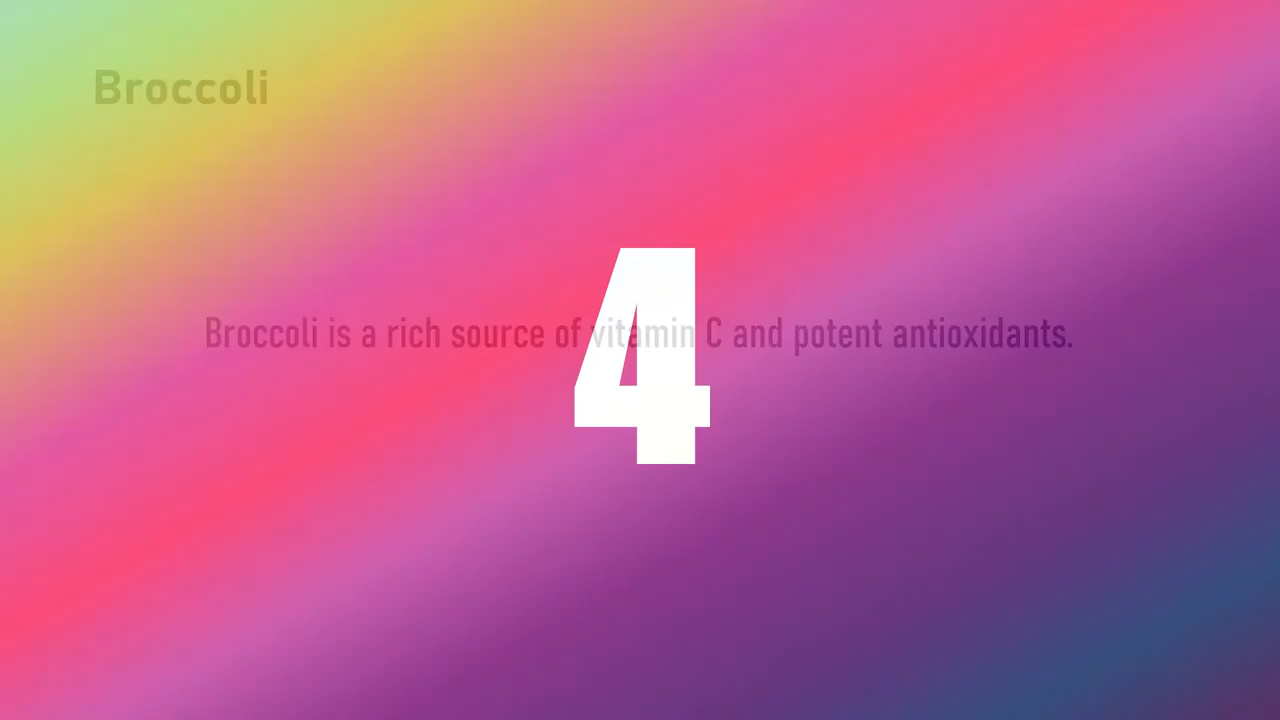 Broccoli
Broccoli is a rich source of vitamin C and potent antioxidants.
4